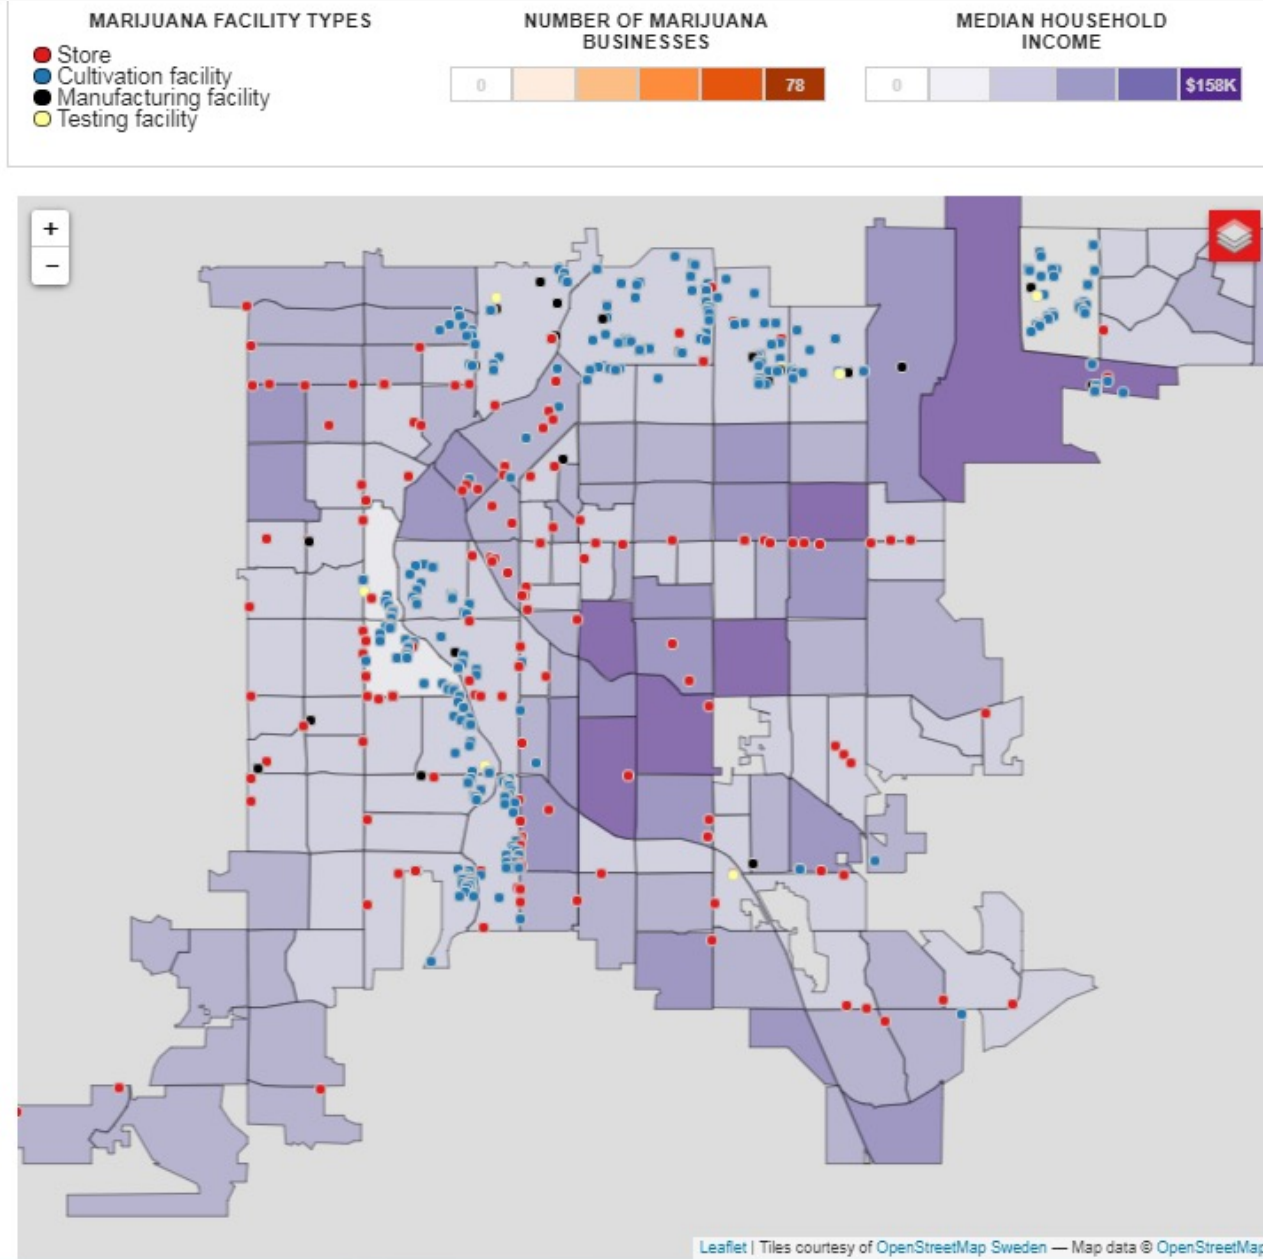 MARIJUANA FACILITY TYPES
Store
Cultivation facility
Manufacturing facility
Testing facility
NUMBER OF MARIJUANA
BUSINESSES
0
78
MEDIAN HOUSEHOLD
INCOME
0
$158K
+
−
Leaflet | Tiles courtesy of OpenStreetMap Sweden — Map data © OpenStreetMap